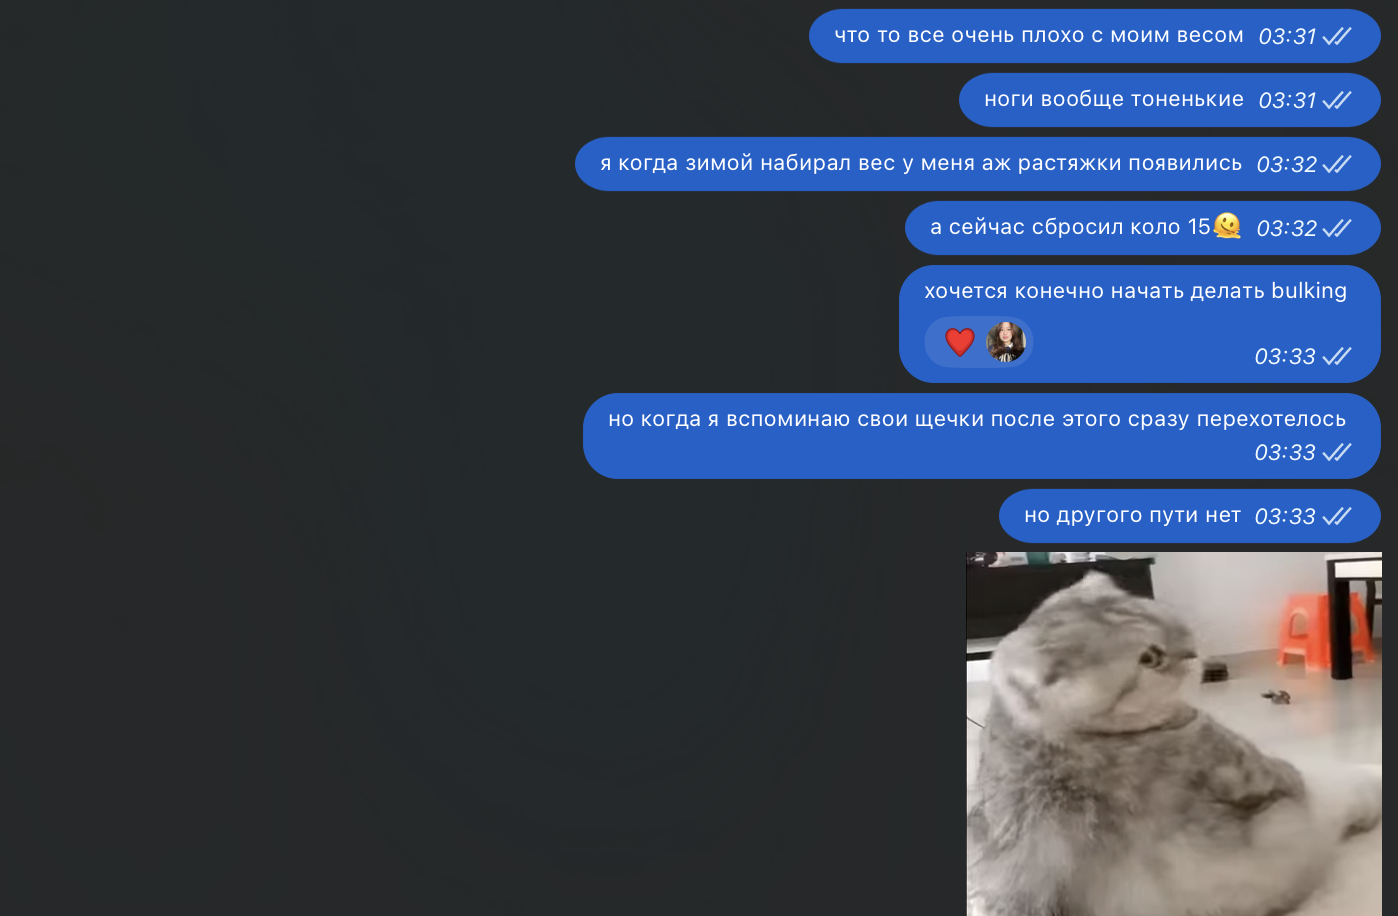 что то все очень плохо с моим весом 03:31
ноги вообще тоненькие 03:31
я когда зимой набирал вес у меня аж растяжки появились 03:32
а сейчас сбросил коло 15🫠 03:32
хочется конечно начать делать bulking
03:33
но когда я вспоминаю свои щечки после этого сразу перехотелось
03:33
но другого пути нет 03:33